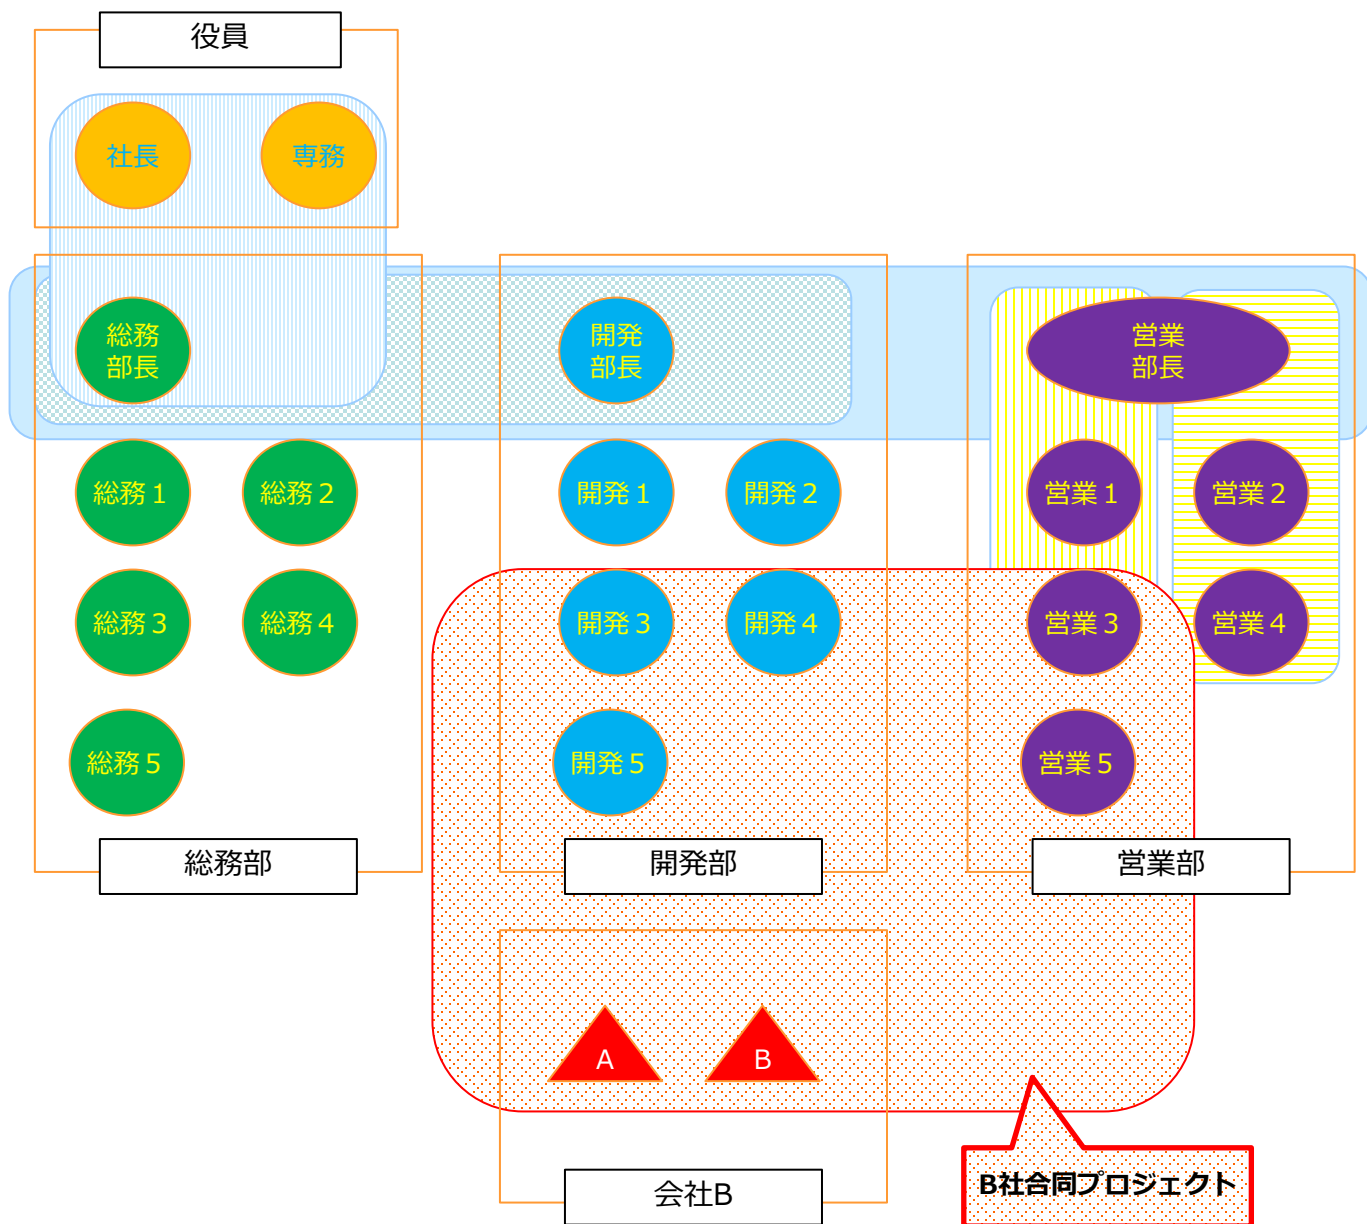 役員
社長
専務
総務
部長
開発
部長
営業
部長
総務１
総務２
開発１
開発２
営業１
営業２
総務３
総務４
開発３
開発４
営業３
営業４
総務５
開発５
営業５
総務部
開発部
営業部
A
B
会社B
B社合同プロジェクト